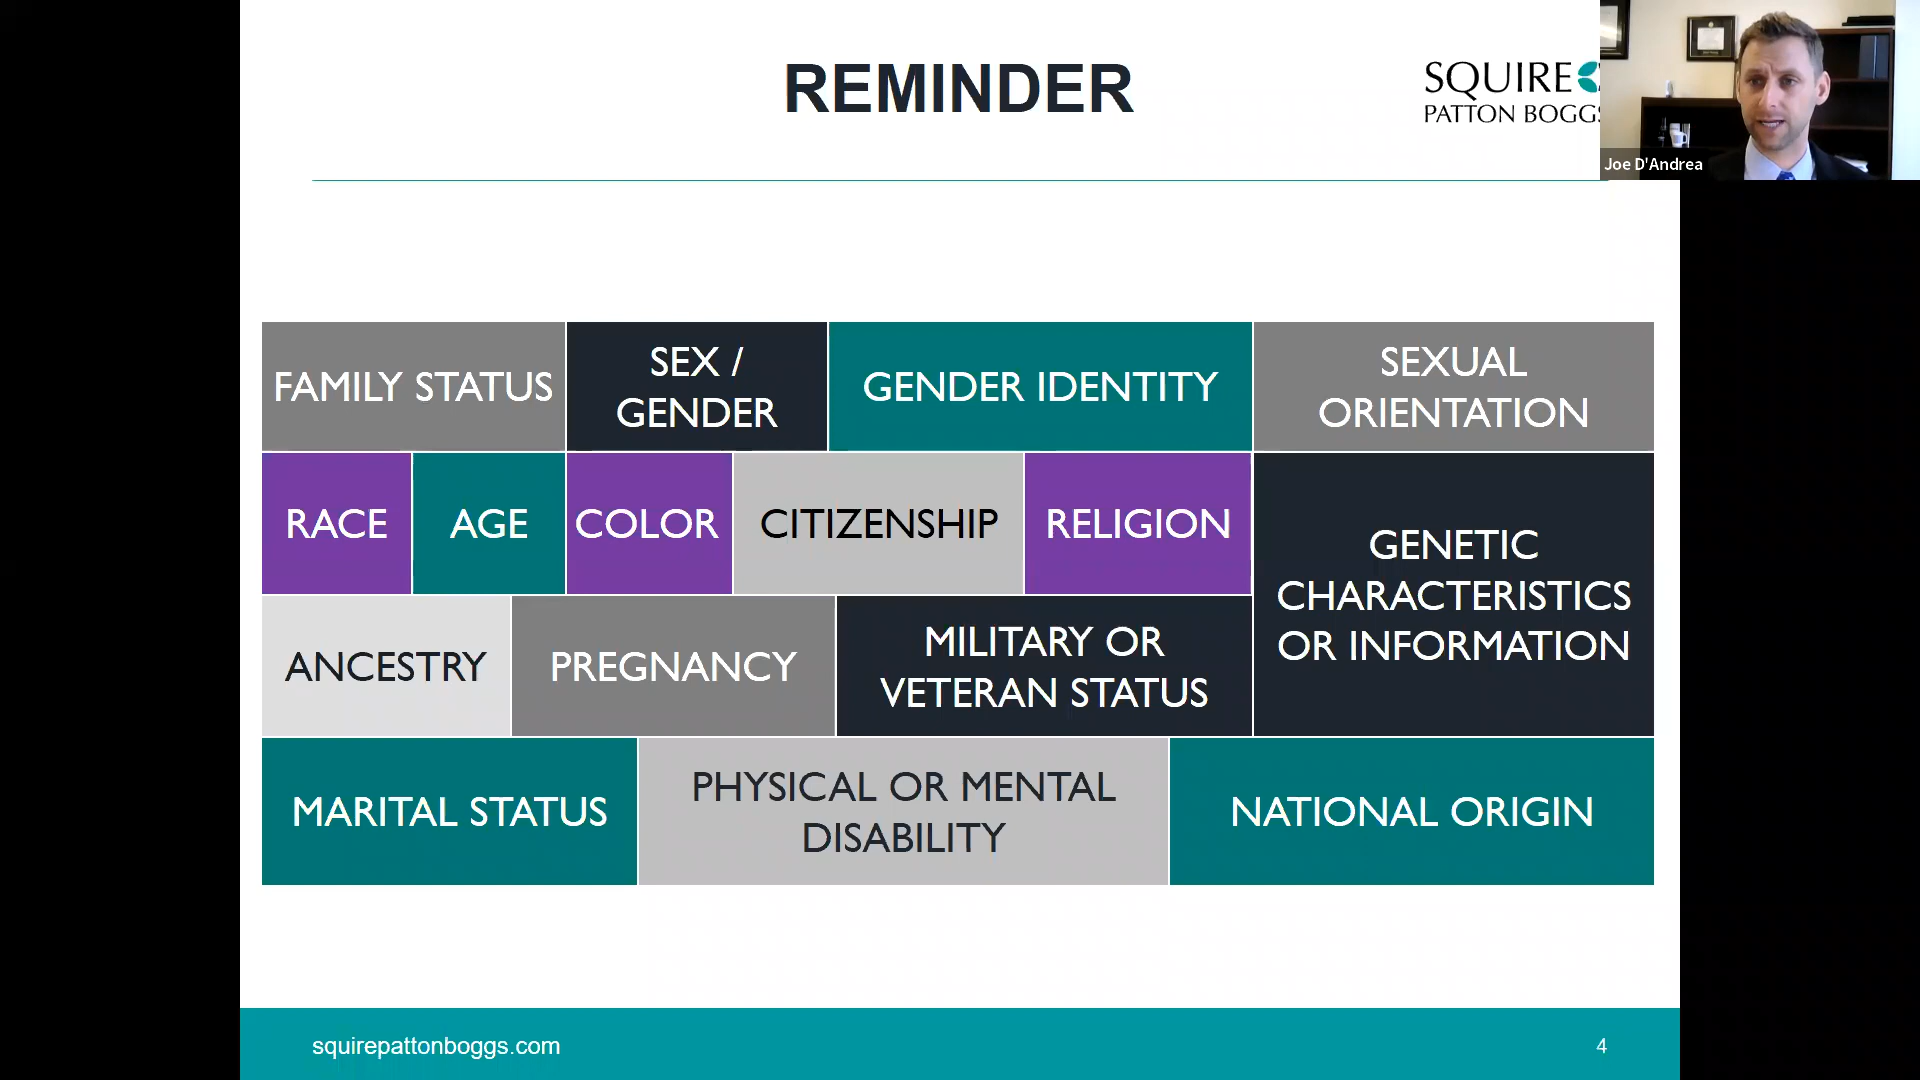 REMINDER
SQUIRE
PATTON BOGGS
Joe D'Andrea
FAMILY STATUS
SEX /
GENDER
GENDER IDENTITY
SEXUAL
ORIENTATION
RACE
AGE
COLOR
CITIZENSHIP
RELIGION
GENETIC
CHARACTERISTICS
OR INFORMATION
ANCESTRY
PREGNANCY
MILITARY OR
VETERAN STATUS
MARITAL STATUS
PHYSICAL OR MENTAL
DISABILITY
NATIONAL ORIGIN
squirepattonboggs.com
4